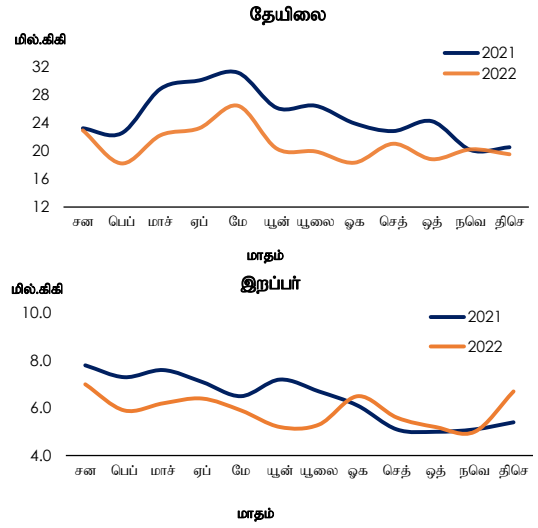 தேயிலை
மில்.கிகி
2021
2022
32
28
24
20
16
12
சன பெப் மாச் ஏப் மே யூன் யூலை ஓக செத் ஒத் நவெ திசெ
மாதம்
இறப்பர்
மில்.கிகி
10.0
2021
2022
8.0
6.0
4.0
சன பெப் மாச் ஏப் மே யூன் யூலை ஓக செத் ஒத் நவெ திசெ
மாதம்